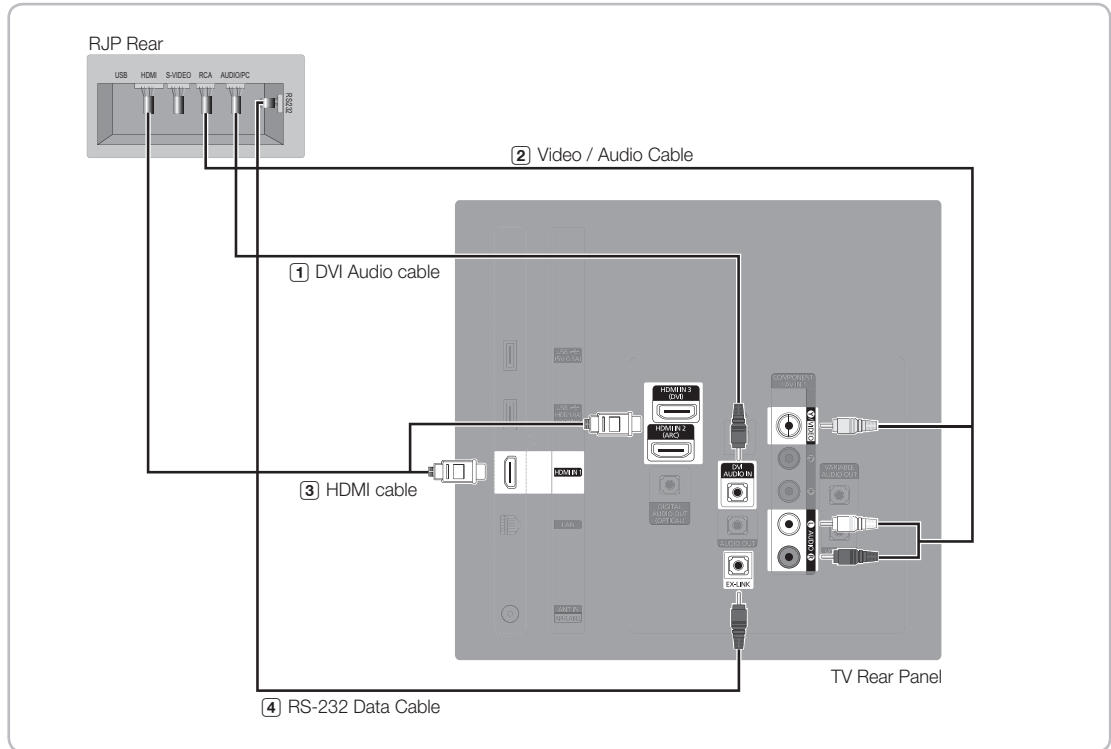 RJP Rear
USB HDMI S-VIDEO RCA AUDIO/PC
RS232
2 Video / Audio Cable
1 DVI Audio cable
HDMI IN 3
(DVI)
HDMI IN 2
(ARC)
COMPONENT
/ AV IN
VIDEO
HDMI IN 1
3 HDMI cable
DVI
AUDIO IN
VARIABLE
AUDIO OUT
DIGITAL
AUDIO OUT
(OPTICAL)
LAN
AUDIO OUT
L AUDIO R
EX-LINK
ANT IN
TV Rear Panel
4 RS-232 Data Cable